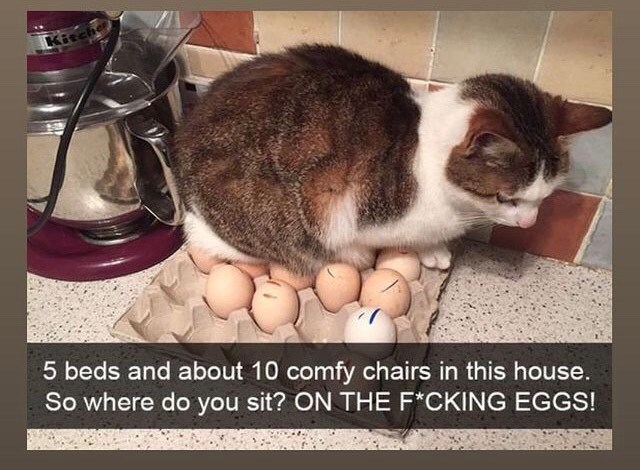 Kitchen
5 beds and about 10 comfy chairs in this house.
So where do you sit? ON THE F*CKING EGGS!